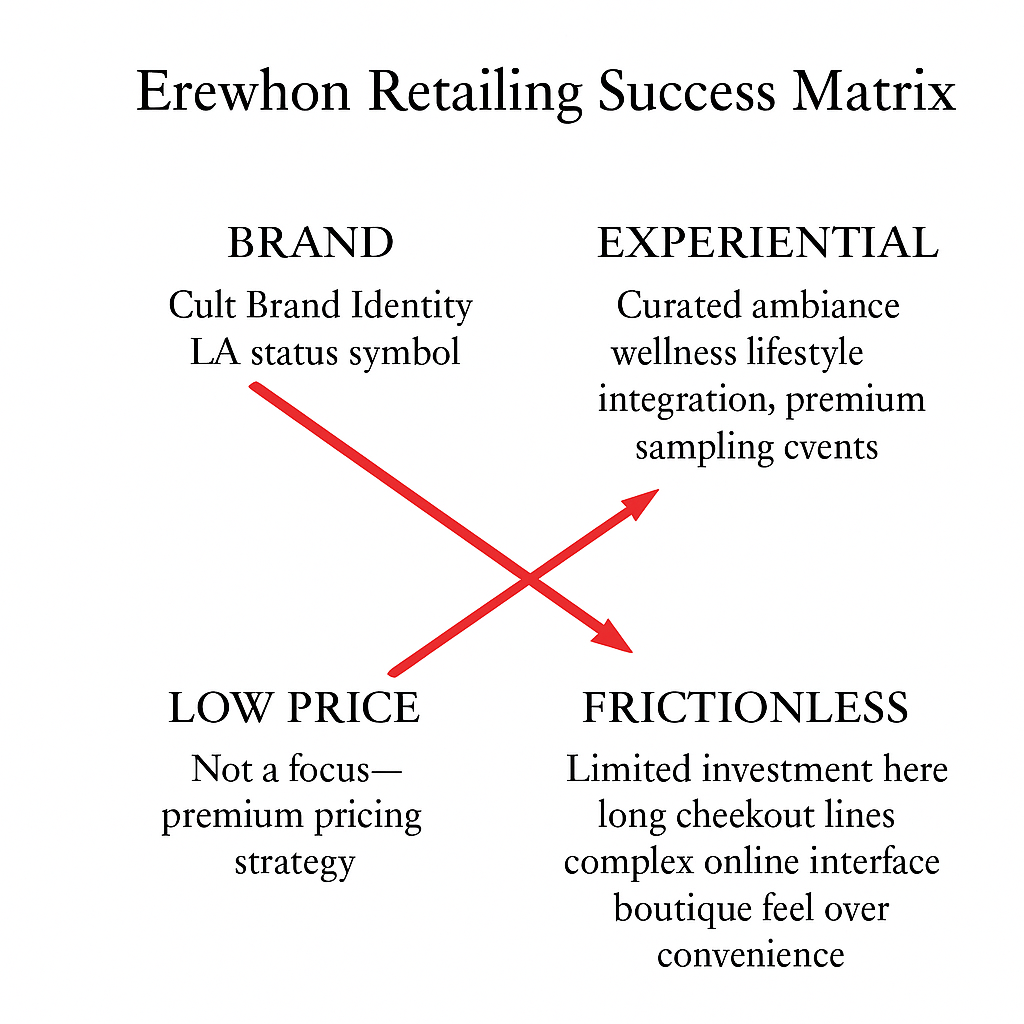 Erewhon Retailing Success Matrix
BRAND
Cult Brand Identity
LA status symbol
EXPERIENTIAL
Curated ambiance
wellness lifestyle
integration, premium
sampling cvents
LOW PRICE
Not a focus—
premium pricing
strategy
FRICTIONLESS
Limited investment here
long cheekout lines
complex online interface
boutique feel over
convenience